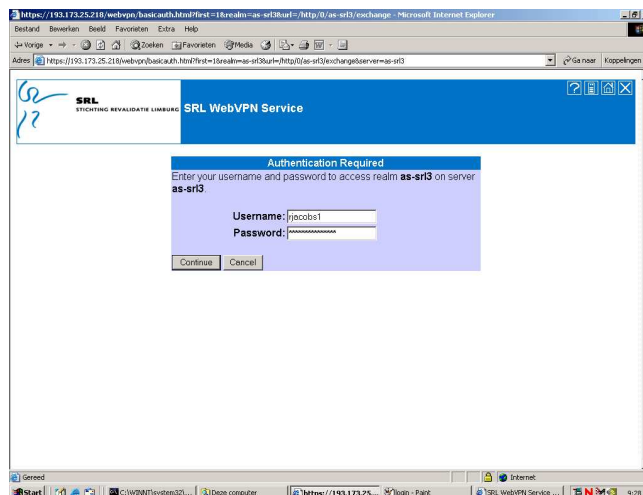 https://193.173.25.218/webvpn/basicauth.html?first=1&realm=as-srl3&url=/http/0/as-srl3/exchange - Microsoft Internet Explorer
Bestand Bewerken Beeld Favorieten Extra Help
Vorige Zoeken Favorieten Media
Adres https://193.173.25.218/webvpn/basicauth.html?first=1&realm=as-srl3&url=/http/0/as-srl3/exchange&server=as-srl3 Ga naar Koppelingen
SRL
STICHTING REVALIDATIE LIMBURG
SRL WebVPN Service
Authentication Required
Enter your username and password to access realm as-srl3 on server
as-srl3.
Username: rjacobs1
Password: ***************
Continue Cancel
Gereed Internet
Start C:\WINNT\system32\... Deze computer https://193.173.25... login - Paint SRL WebVPN Service ... 9:28